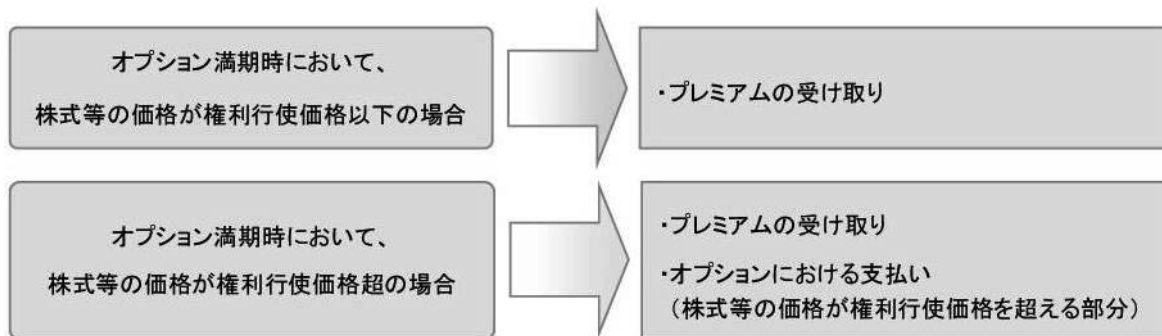 オプション満期時において、
株式等の価格が権利行使価格以下の場合
・プレミアムの受け取り
オプション満期時において、
株式等の価格が権利行使価格超の場合
・プレミアムの受け取り
・オプションにおける支払い
（株式等の価格が権利行使価格を超える部分）